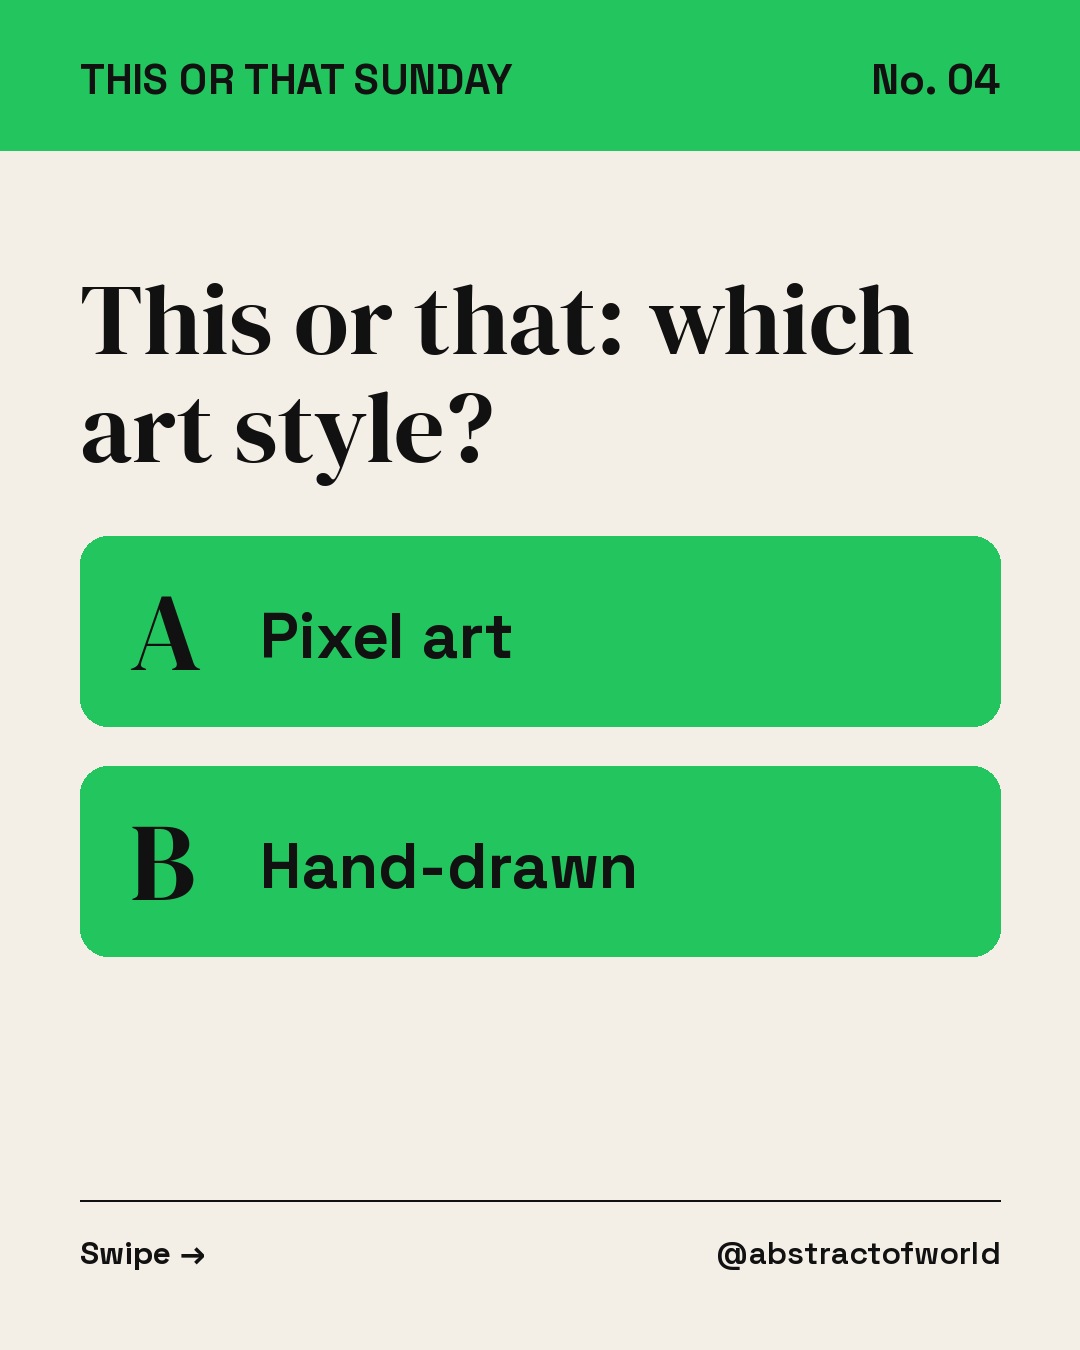 THIS OR THAT SUNDAY
No. 04
This or that: which
art style?
A Pixel art
B Hand-drawn
Swipe →
@abstractofworld